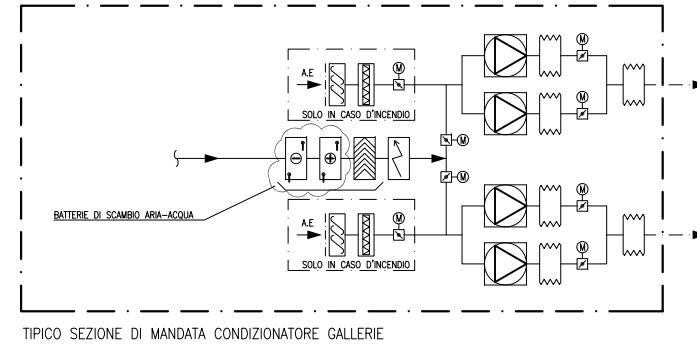 M
M
A.E
SOLO IN CASO D'INCENDIO
M
M
M
M
BATTERIE DI SCAMBIO ARIA-ACQUA
A.E
M
M
SOLO IN CASO D'INCENDIO
M
TIPICO SEZIONE DI MANDATA CONDIZIONATORE GALLERIE